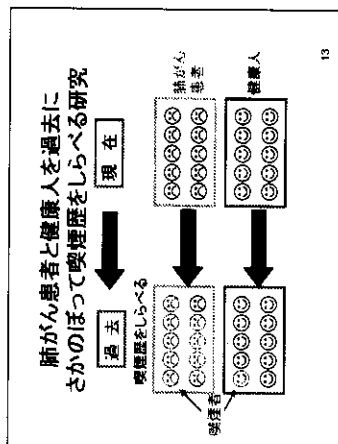 肺がん患者と健康人を過去に
さかのぼって喫煙歴をしらべる研究
過去
現在
喫煙歴をしらべる
肺がん
患者
健康人
喫煙者
13